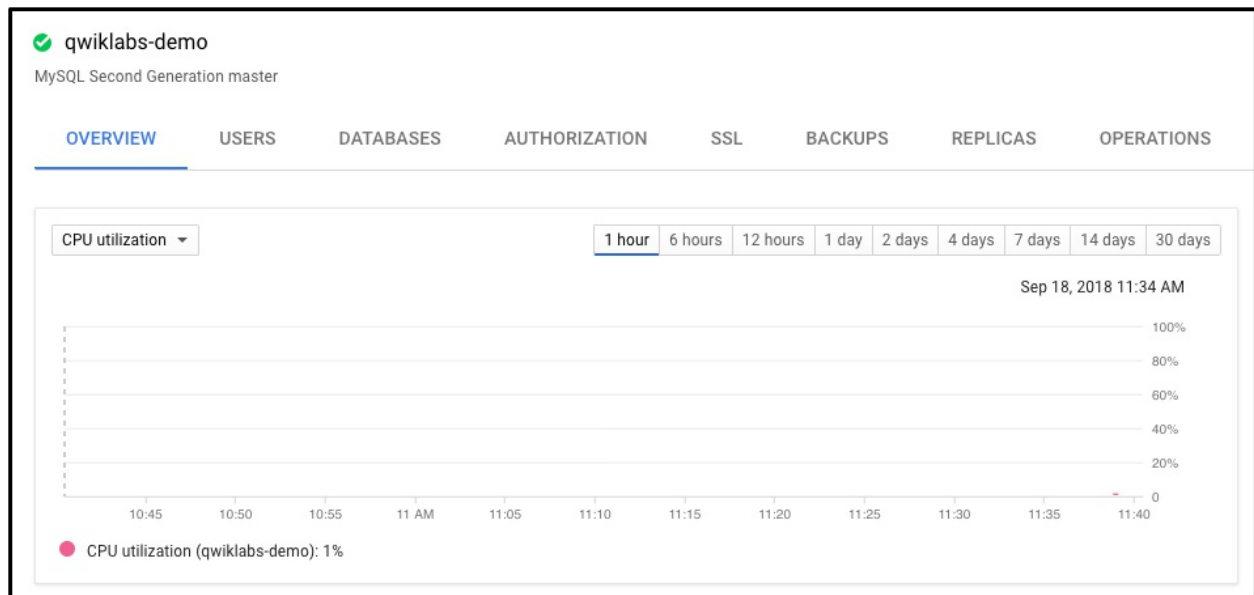 qwiklabs-demo
MySQL Second Generation master
OVERVIEW USERS DATABASES AUTHORIZATION SSL BACKUPS REPLICAS OPERATIONS
CPU utilization 1 hour 6 hours 12 hours 1 day 2 days 4 days 7 days 14 days 30 days
Sep 18, 2018 11:34 AM
100%
80%
60%
40%
20%
0
10:45 10:50 10:55 11 AM 11:05 11:10 11:15 11:20 11:25 11:30 11:35 11:40
CPU utilization (qwiklabs-demo): 1%